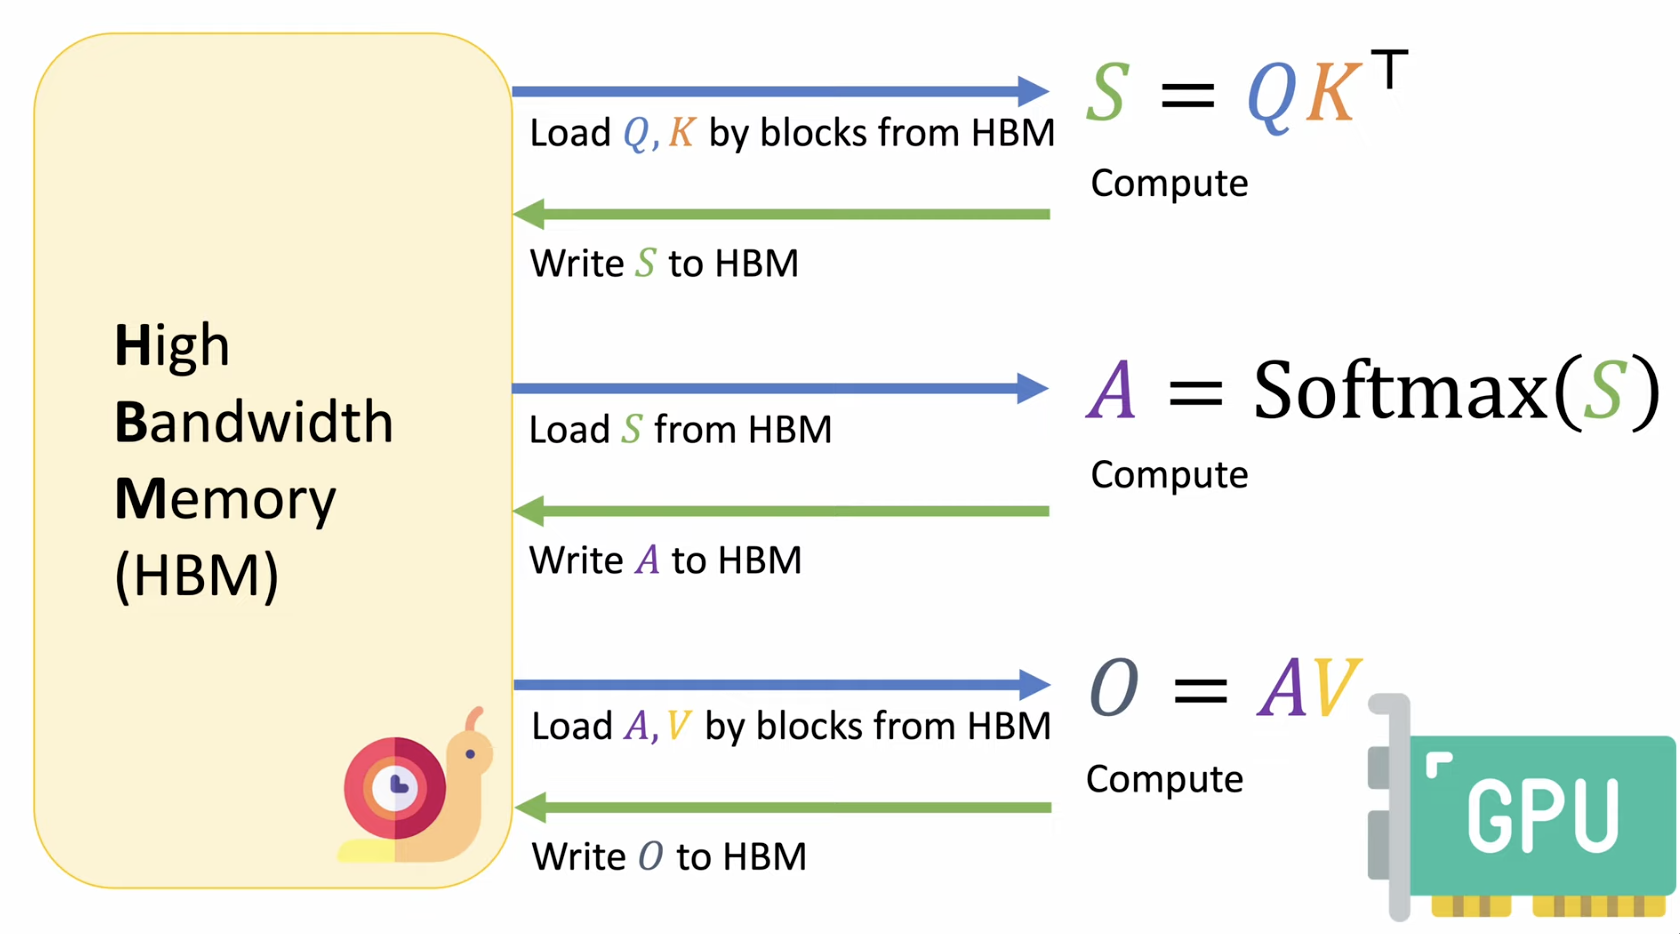 High
Bandwidth
Memory
(HBM)
Load Q, K by blocks from HBM
S = QK⊤
Compute
Write S to HBM
Load S from HBM
A = Softmax(S)
Compute
Write A to HBM
Load A, V by blocks from HBM
O = AV
Compute
Write O to HBM
GPU